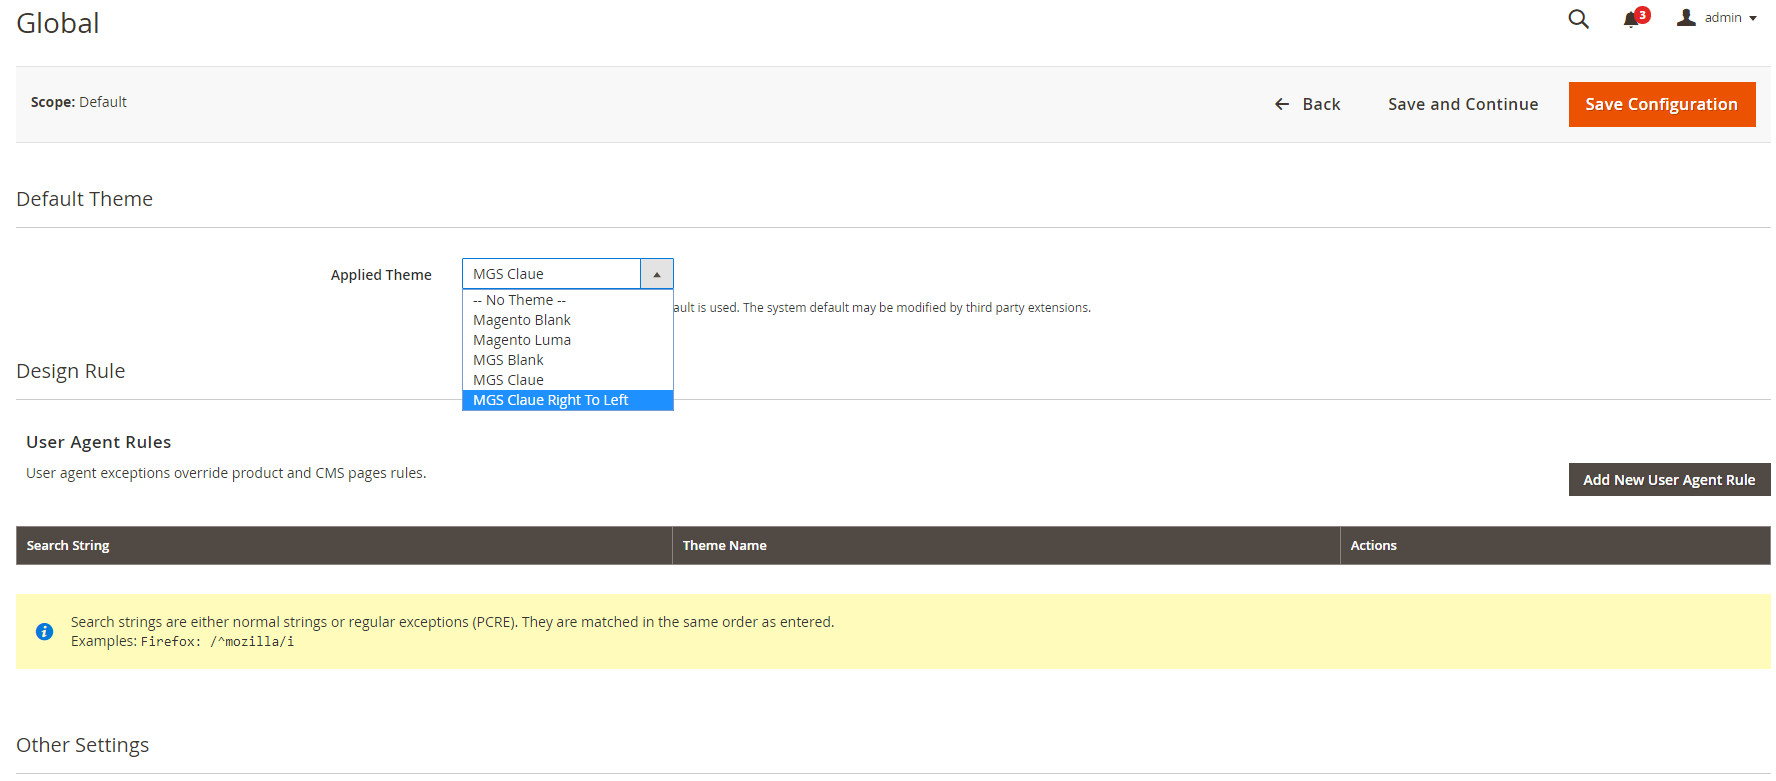 Global
3
admin
Scope: Default
Back
Save and Continue
Save Configuration
Default Theme
Applied Theme
MGS Claue
-- No Theme --
ault is used. The system default may be modified by third party extensions.
Magento Blank
Magento Luma
MGS Blank
MGS Claue
MGS Claue Right To Left
Design Rule
User Agent Rules
User agent exceptions override product and CMS pages rules.
Add New User Agent Rule
Search String
Theme Name
Actions
Search strings are either normal strings or regular exceptions (PCRE). They are matched in the same order as entered.
Examples: Firefox: /^mozilla/i
Other Settings